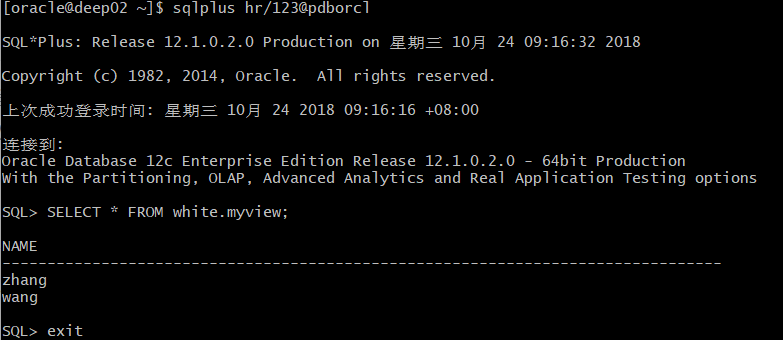 [oracle@deep02 ~]$ sqlplus hr/123@pdborcl
SQL*Plus: Release 12.1.0.2.0 Production on 星期三 10月 24 09:16:32 2018
Copyright (c) 1982, 2014, Oracle.  All rights reserved.
上次成功登录时间: 星期三 10月 24 2018 09:16:16 +08:00
连接到:
Oracle Database 12c Enterprise Edition Release 12.1.0.2.0 - 64bit Production
With the Partitioning, OLAP, Advanced Analytics and Real Application Testing options
SQL> SELECT * FROM white.myview;
NAME
--------------------------------------------------------------------------------
zhang
wang
SQL> exit